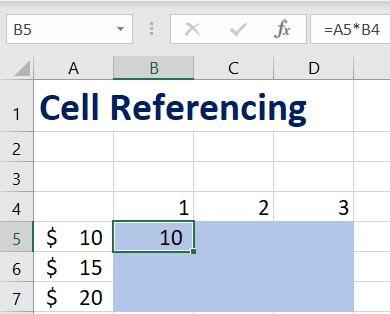 B5 fx =A5*B4
A B C D
1 Cell Referencing
2
3
4 1 2 3
5 $ 10 10
6 $ 15
7 $ 20